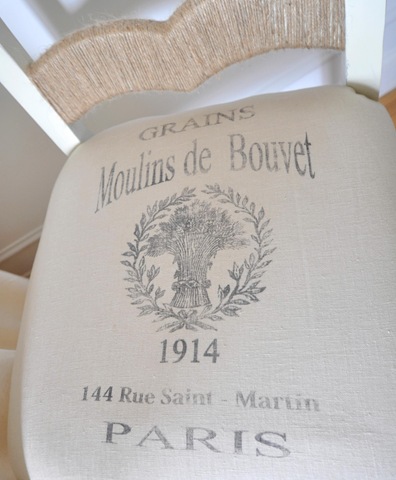 GRAINS
Moulins de Bouvet
1914
144 Rue Saint - Martin
PARIS